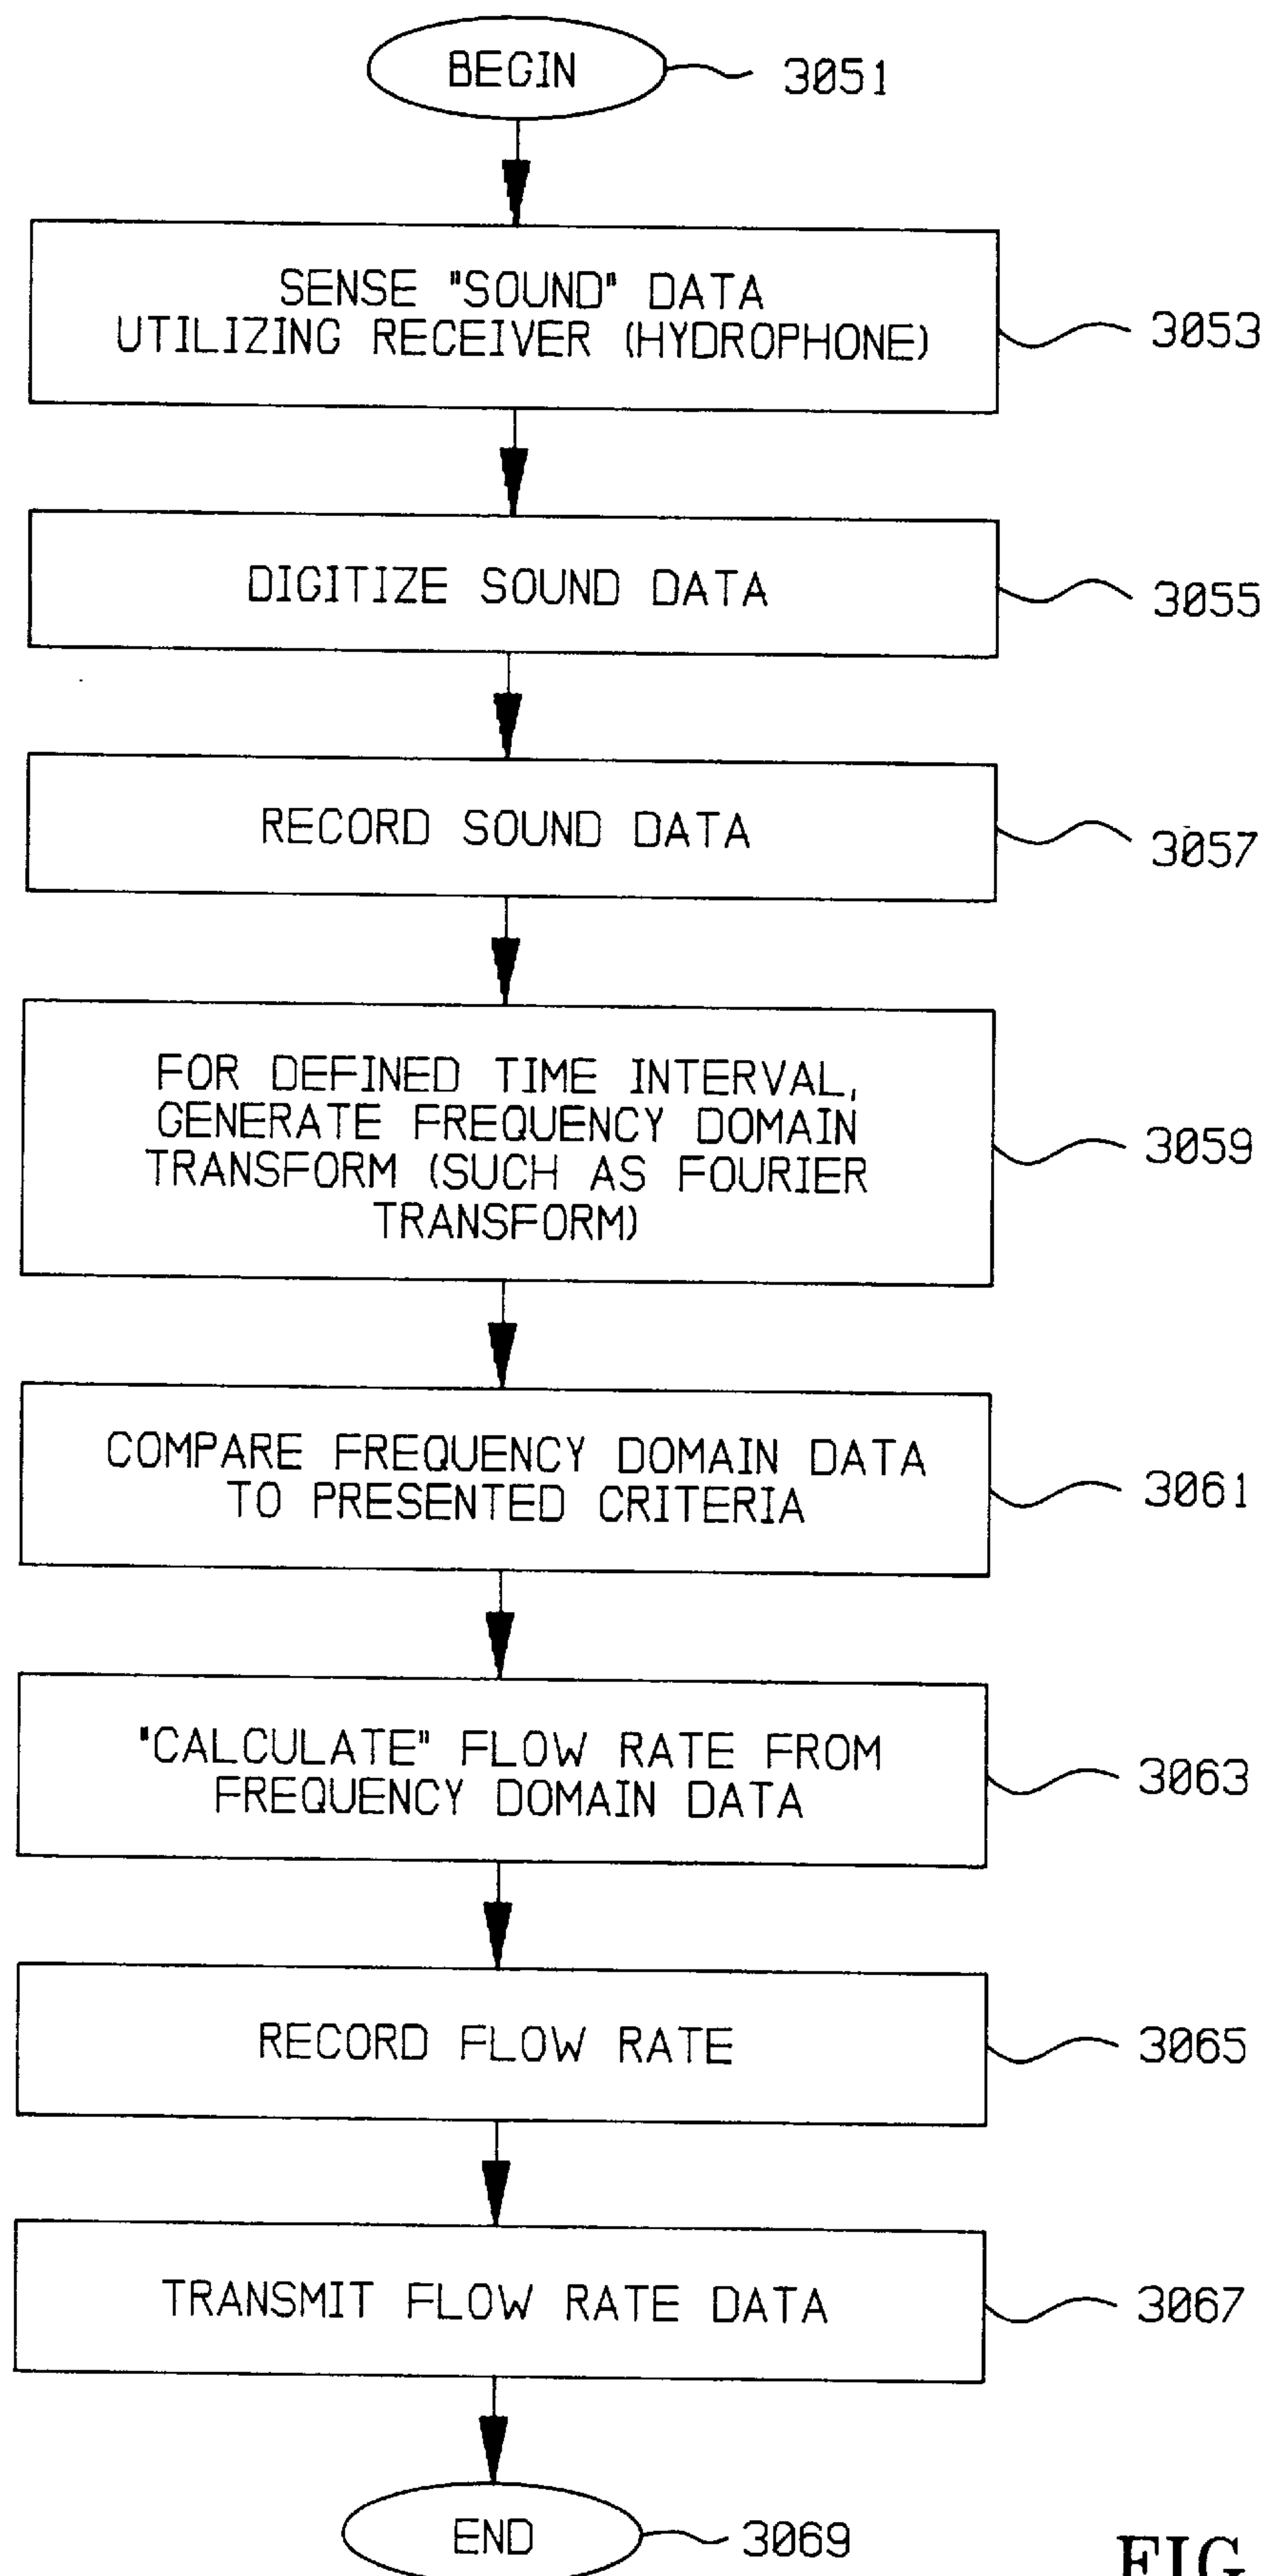 BEGIN
3051
SENSE "SOUND" DATA
UTILIZING RECEIVER (HYDROPHONE)
3053
DIGITIZE SOUND DATA
3055
RECORD SOUND DATA
3057
FOR DEFINED TIME INTERVAL,
GENERATE FREQUENCY DOMAIN
TRANSFORM (SUCH AS FOURIER
TRANSFORM)
3059
COMPARE FREQUENCY DOMAIN DATA
TO PRESENTED CRITERIA
3061
"CALCULATE" FLOW RATE FROM
FREQUENCY DOMAIN DATA
3063
RECORD FLOW RATE
3065
TRANSMIT FLOW RATE DATA
3067
END
3069
FIG